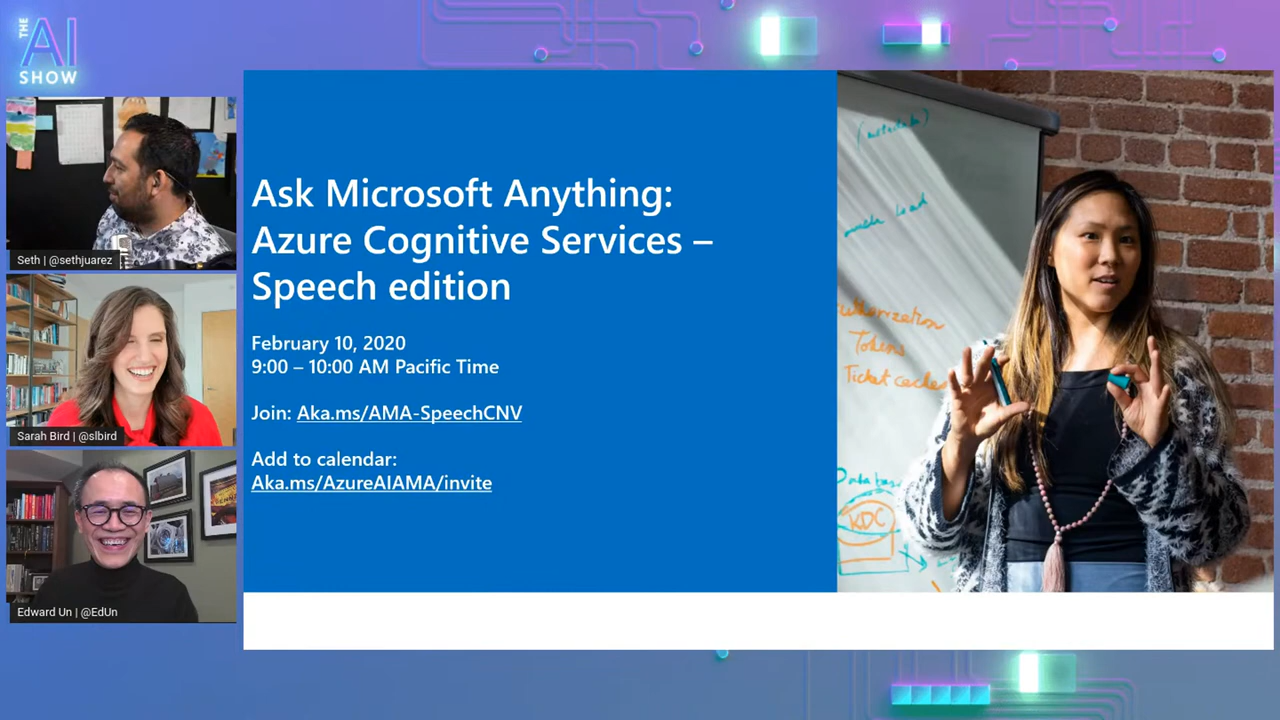 THE
AI
SHOW
Seth | @sethjuarez
Sarah Bird | @slbird
Edward Un | @EdUn
Ask Microsoft Anything:
Azure Cognitive Services –
Speech edition
February 10, 2020
9:00 – 10:00 AM Pacific Time
Join: Aka.ms/AMA-SpeechCNV
Add to calendar:
Aka.ms/AzureAIAMA/invite
Tokens
KDC